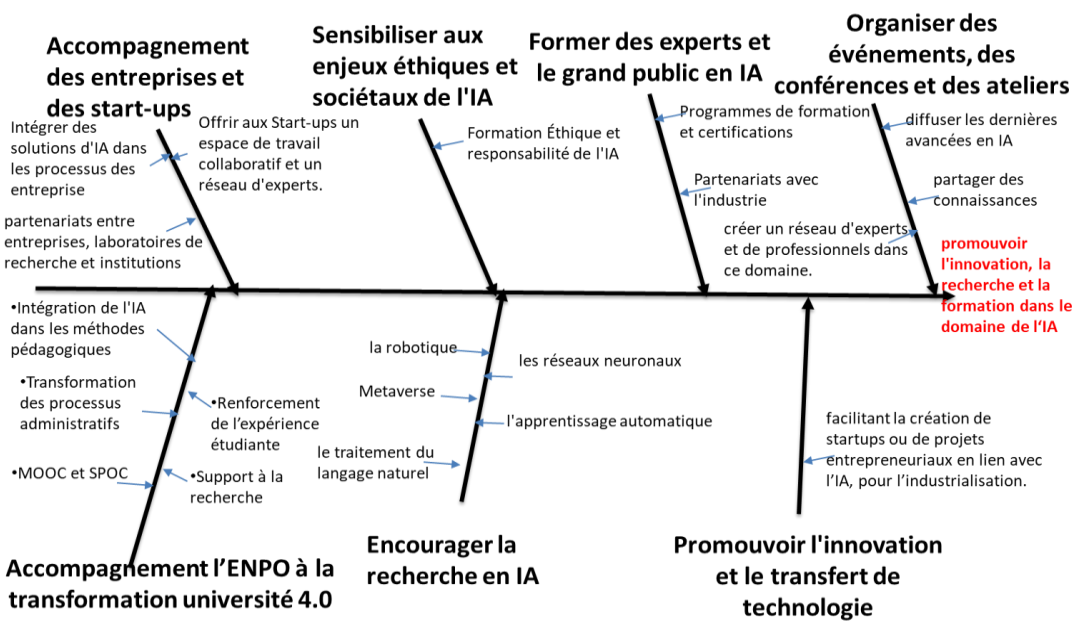 Accompagnement
des entreprises et
des start-ups
Sensibiliser aux
enjeux éthiques et
sociétaux de l'IA
Former des experts et
le grand public en IA
Organiser des
événements, des
conférences et des ateliers
Intégrer des
solutions d'IA dans
les processus des
entreprise
Offrir aux Start-ups un
espace de travail
collaboratif et un
réseau d'experts.
partenariats entre
entreprises, laboratoires de
recherche et institutions
Formation Éthique et
responsabilité de l'IA
Programmes de formation
et certifications
Partenariats avec
l'industrie
créer un réseau d'experts
et de professionnels dans
ce domaine.
diffuser les dernières
avancées en IA
partager des
connaissances
promouvoir
l'innovation, la
recherche et la
formation dans le
domaine de l‘IA
•Intégration de l'IA
dans les méthodes
pédagogiques
•Transformation
des processus
administratifs
•MOOC et SPOC
•Renforcement
de l’expérience
étudiante
•Support à la
recherche
la robotique
les réseaux neuronaux
Metaverse
l'apprentissage automatique
le traitement du
langage naturel
facilitant la création de
startups ou de projets
entrepreneuriaux en lien avec
l’IA, pour l’industrialisation.
Accompagnement l’ENPO à la
transformation université 4.0
Encourager la
recherche en IA
Promouvoir l'innovation
et le transfert de
technologie